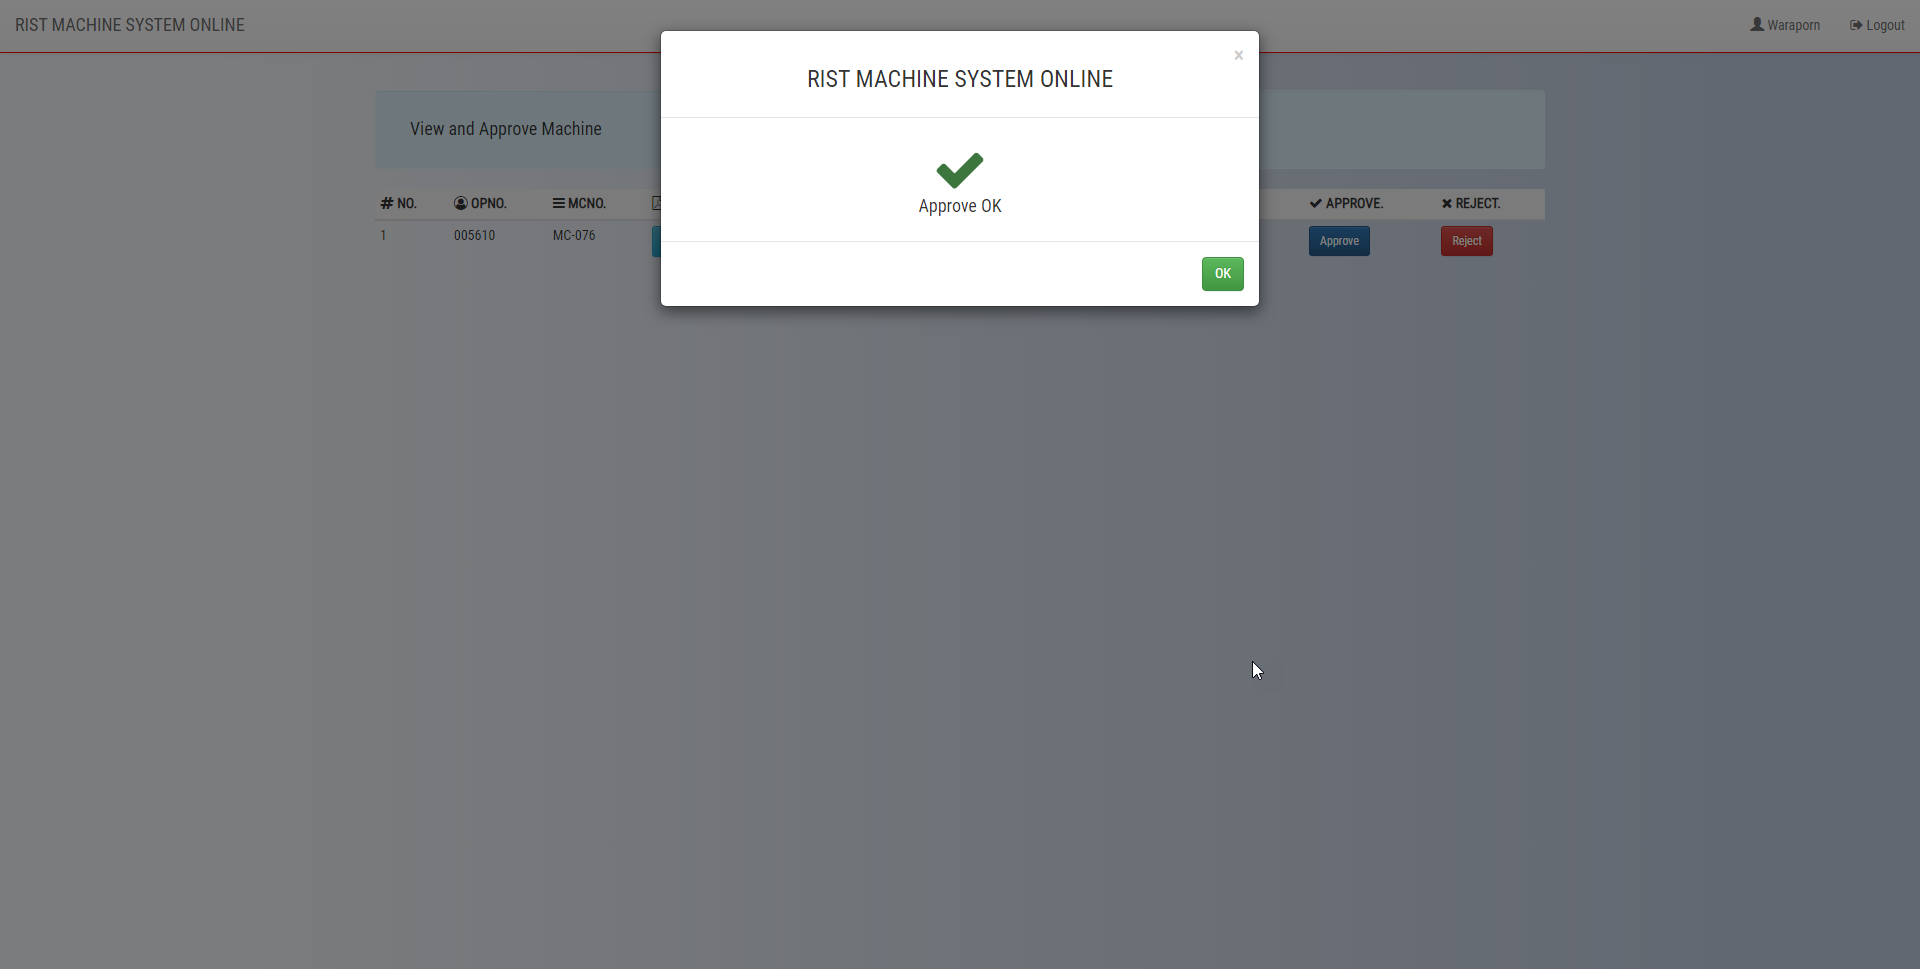 RIST MACHINE SYSTEM ONLINE
Waraporn
Logout
×
RIST MACHINE SYSTEM ONLINE
View and Approve Machine
Approve OK
NO.
OPNO.
MCNO.
APPROVE.
REJECT.
1
005610
MC-076
Approve
Reject
OK